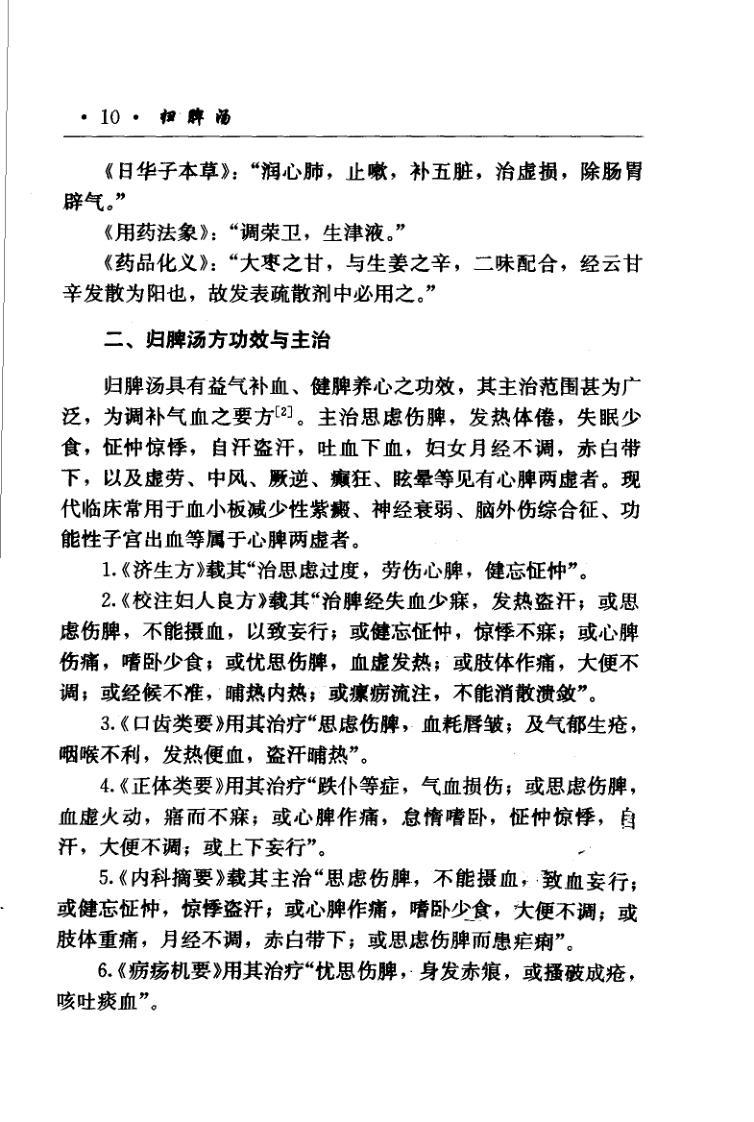 · 10 · 归脾汤
《日华子本草》：“润心肺，止嗽，补五脏，治虚损，除肠胃
辟气。”
《用药法象》：“调荣卫，生津液。”
《药品化义》：“大枣之甘，与生姜之辛，二味配合，经云甘
辛发散为阳也，故发表疏散剂中必用之。”
二、归脾汤方功效与主治
归脾汤具有益气补血、健脾养心之功效，其主治范围甚为广
泛，为调补气血之要方[2]。主治思虑伤脾，发热体倦，失眠少
食，怔忡惊悸，自汗盗汗，吐血下血，妇女月经不调，赤白带
下，以及虚劳、中风、厥逆、癫狂、眩晕等见有心脾两虚者。现
代临床常用于血小板减少性紫癜、神经衰弱、脑外伤综合征、功
能性子宫出血等属于心脾两虚者。
1.《济生方》载其“治思虑过度，劳伤心脾，健忘怔忡”。
2.《校注妇人良方》载其“治脾经失血少寐，发热盗汗；或思
虑伤脾，不能摄血，以致妄行；或健忘怔忡，惊悸不寐；或心脾
伤痛，嗜卧少食；或忧思伤脾，血虚发热；或肢体作痛，大便不
调；或经候不准，晡热内热；或瘰疬流注，不能消散溃敛”。
3.《口齿类要》用其治疗“思虑伤脾，血耗唇皱；及气郁生疮，
咽喉不利，发热便血，盗汗晡热”。
4.《正体类要》用其治疗“跌仆等症，气血损伤；或思虑伤脾，
血虚火动，寤而不寐；或心脾作痛，怠惰嗜卧，怔忡惊悸，自
汗，大便不调；或上下妄行”。
5.《内科摘要》载其主治“思虑伤脾，不能摄血，致血妄行；
或健忘怔忡，惊悸盗汗；或心脾作痛，嗜卧少食，大便不调；或
肢体重痛，月经不调，赤白带下；或思虑伤脾而患疟痢”。
6.《疠疡机要》用其治疗“忧思伤脾，身发赤痕，或搔破成疮，
咳吐痰血”。